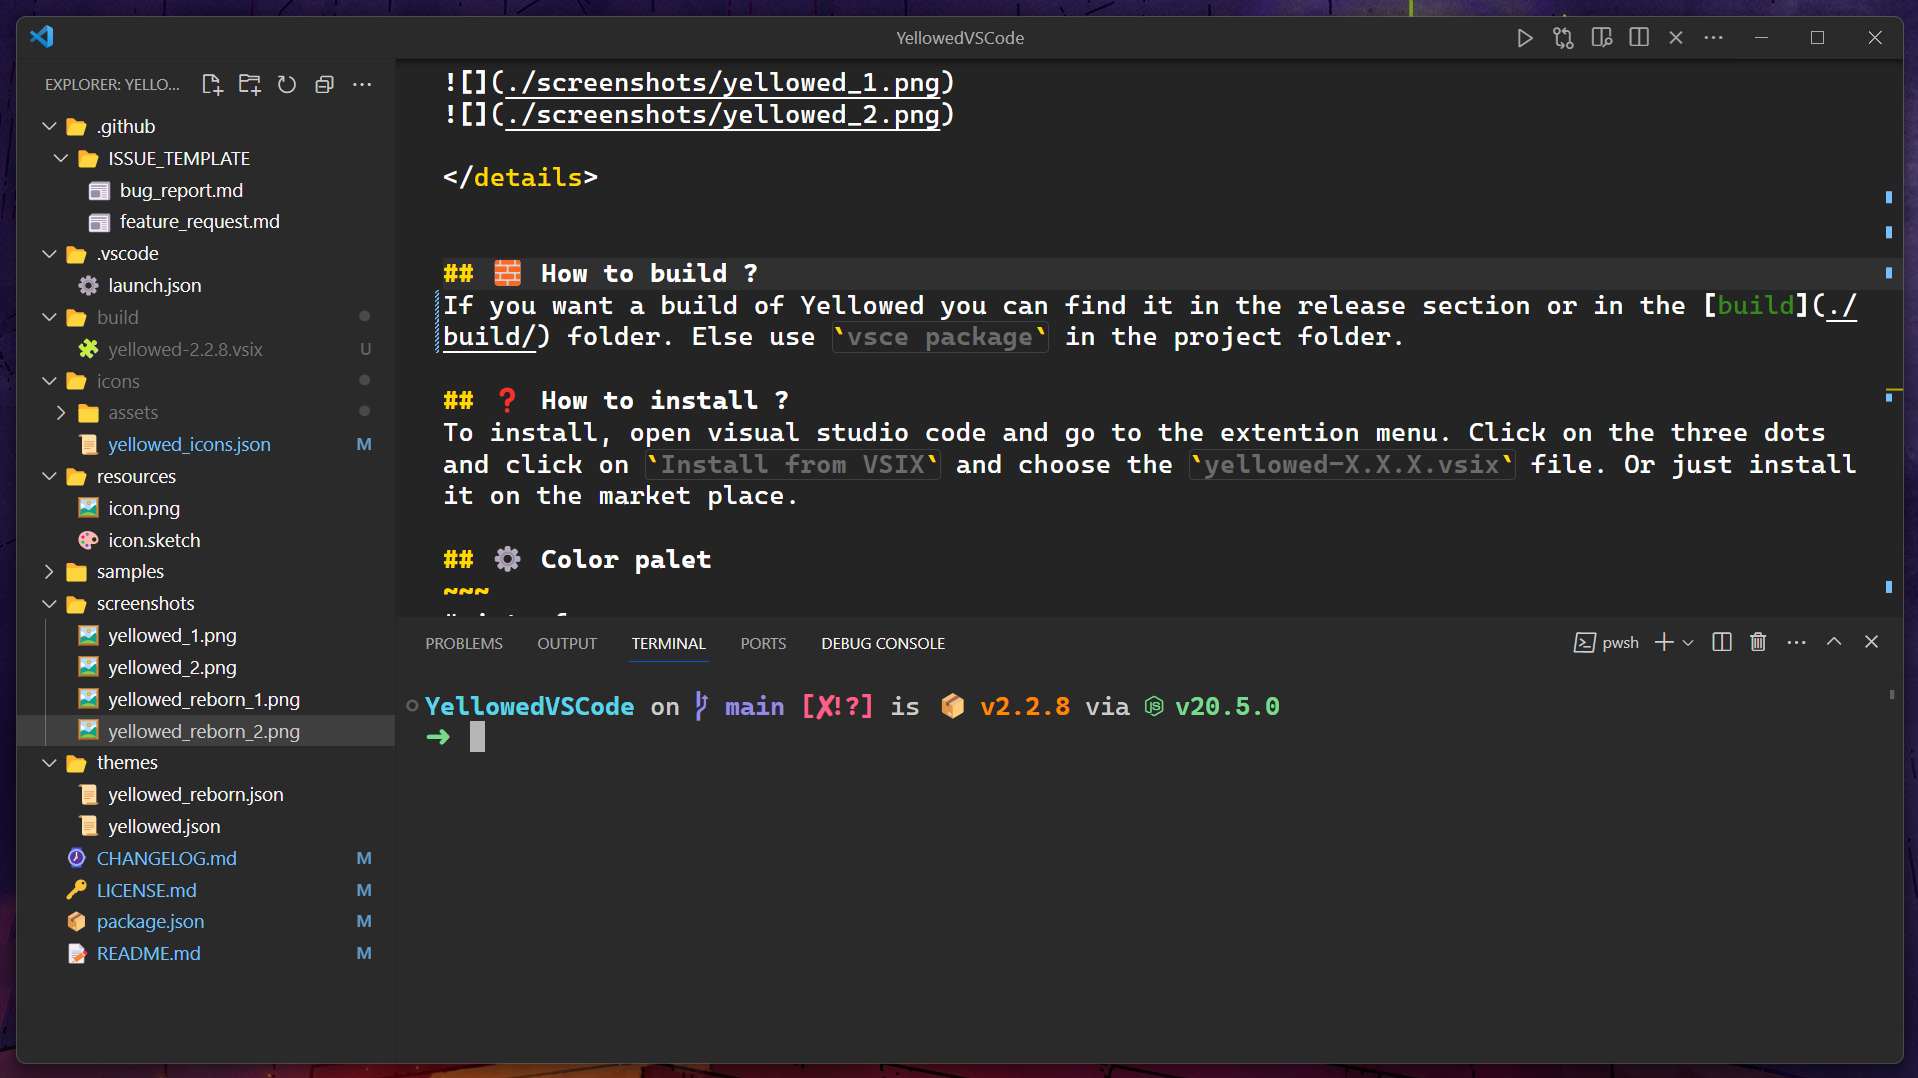 YellowedVSCode
EXPLORER: YELLO...
.github
ISSUE_TEMPLATE
bug_report.md
feature_request.md
.vscode
launch.json
build
yellowed-2.2.8.vsix U
icons
assets
yellowed_icons.json M
resources
icon.png
icon.sketch
samples
screenshots
yellowed_1.png
yellowed_2.png
yellowed_reborn_1.png
yellowed_reborn_2.png
themes
yellowed_reborn.json
yellowed.json
CHANGELOG.md M
LICENSE.md M
package.json M
README.md M
![](./screenshots/yellowed_1.png)
![](./screenshots/yellowed_2.png)
</details>
## 🧱 How to build ?
If you want a build of Yellowed you can find it in the release section or in the [build](./
build/) folder. Else use `vsce package` in the project folder.
## ❓ How to install ?
To install, open visual studio code and go to the extention menu. Click on the three dots
and click on `Install from VSIX` and choose the `yellowed-X.X.X.vsix` file. Or just install
it on the market place.
## ⚙️ Color palet
~~~
PROBLEMS OUTPUT TERMINAL PORTS DEBUG CONSOLE
pwsh
YellowedVSCode on main [✘!?] is 📦 v2.2.8 via v20.5.0
➜